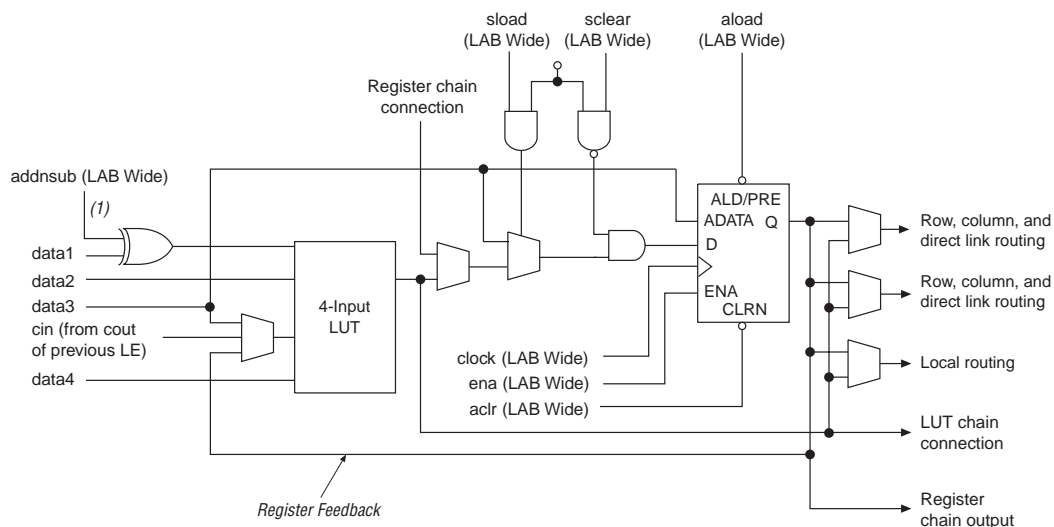 sload
(LAB Wide)
sclear
(LAB Wide)
aload
(LAB Wide)
Register chain
connection
addnsub (LAB Wide)
(1)
data1
data2
data3
cin (from cout
of previous LE)
data4
4-Input
LUT
ALD/PRE
ADATA
Q
D
ENA
CLRN
clock (LAB Wide)
ena (LAB Wide)
aclr (LAB Wide)
Row, column, and
direct link routing
Row, column, and
direct link routing
Local routing
LUT chain
connection
Register
chain output
Register Feedback